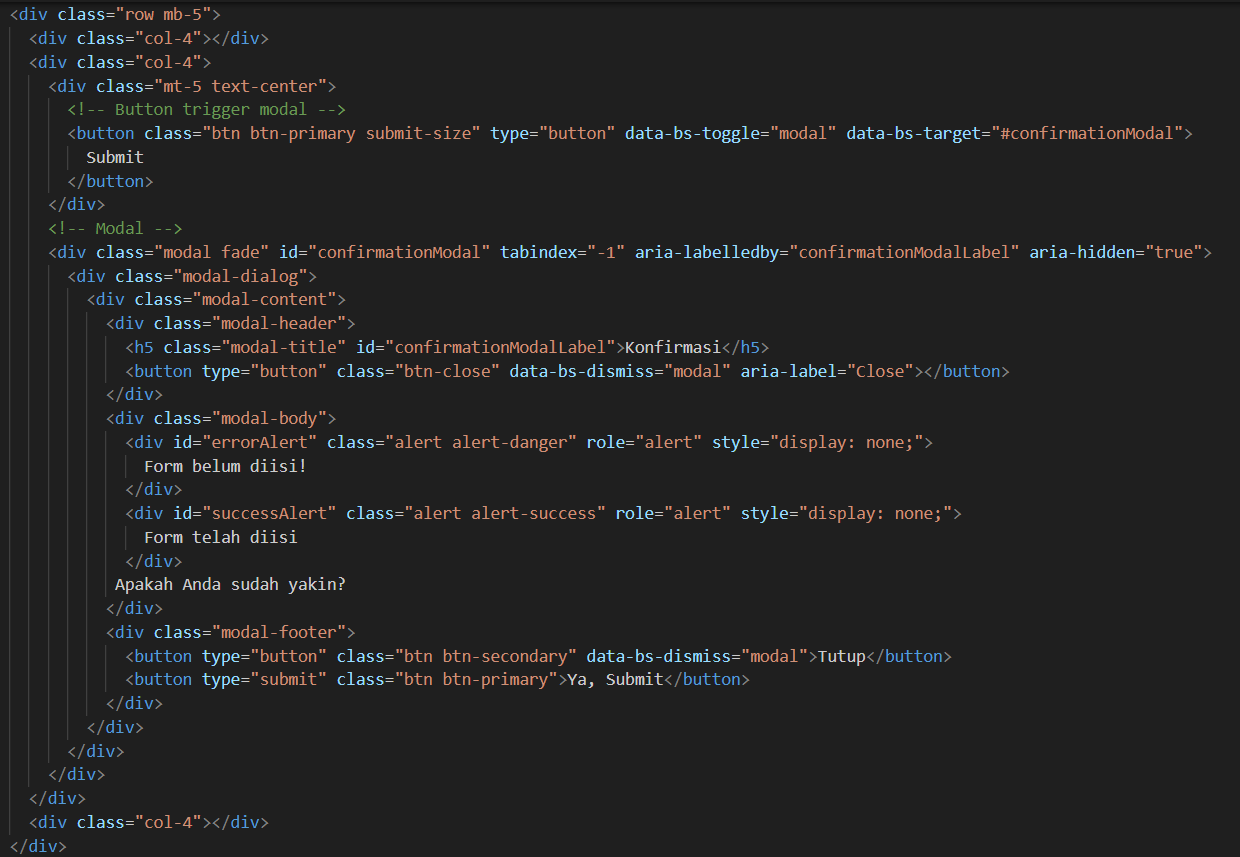 <div class="row mb-5">
  <div class="col-4"></div>
  <div class="col-4">
    <div class="mt-5 text-center">
      <!-- Button trigger modal -->
      <button class="btn btn-primary submit-size" type="button" data-bs-toggle="modal" data-bs-target="#confirmationModal">
        Submit
      </button>
    </div>
    <!-- Modal -->
    <div class="modal fade" id="confirmationModal" tabindex="-1" aria-labelledby="confirmationModalLabel" aria-hidden="true">
      <div class="modal-dialog">
        <div class="modal-content">
          <div class="modal-header">
            <h5 class="modal-title" id="confirmationModalLabel">Konfirmasi</h5>
            <button type="button" class="btn-close" data-bs-dismiss="modal" aria-label="Close"></button>
          </div>
          <div class="modal-body">
            <div id="errorAlert" class="alert alert-danger" role="alert" style="display: none;">
              Form belum diisi!
            </div>
            <div id="successAlert" class="alert alert-success" role="alert" style="display: none;">
              Form telah diisi
            </div>
           Apakah Anda sudah yakin?
          </div>
          <div class="modal-footer">
            <button type="button" class="btn btn-secondary" data-bs-dismiss="modal">Tutup</button>
            <button type="submit" class="btn btn-primary">Ya, Submit</button>
          </div>
        </div>
      </div>
    </div>
  </div>
  <div class="col-4"></div>
</div>